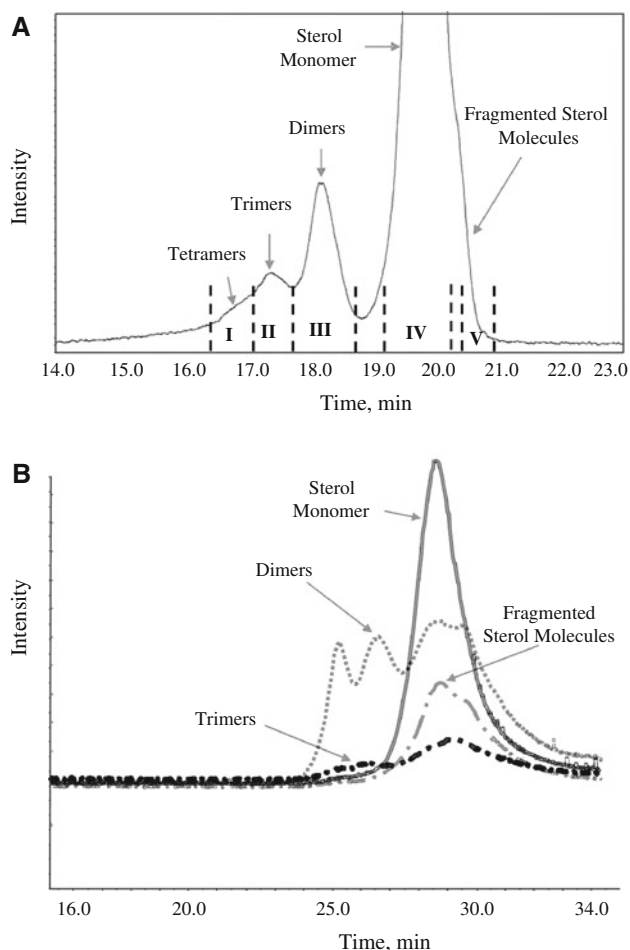 A
Sterol
Monomer
Dimers
Fragmented Sterol
Molecules
Trimers
Tetramers
Intensity
I II III IV V
14.0 15.0 16.0 17.0 18.0 19.0 20.0 21.0 22.0 23.0
Time, min
B
Sterol
Monomer
Dimers
Fragmented
Sterol Molecules
Trimers
Intensity
16.0 20.0 25.0 30.0 34.0
Time, min